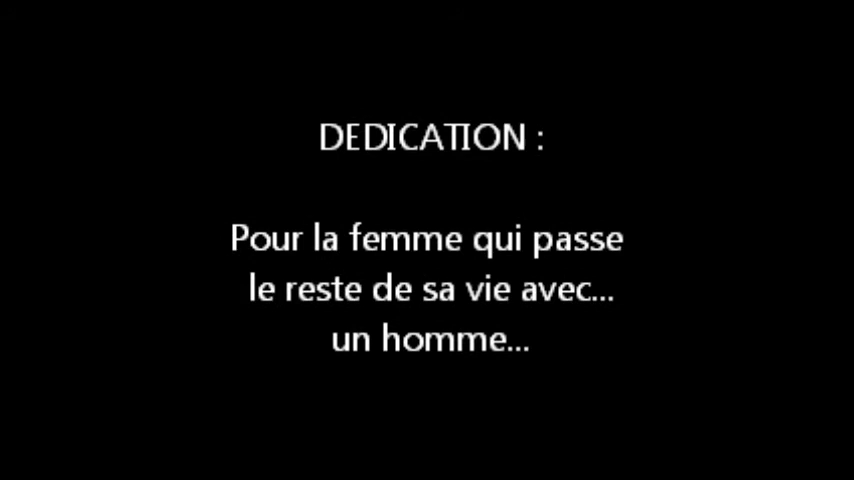 DEDICATION :
Pour la femme qui passe
le reste de sa vie avec...
un homme...